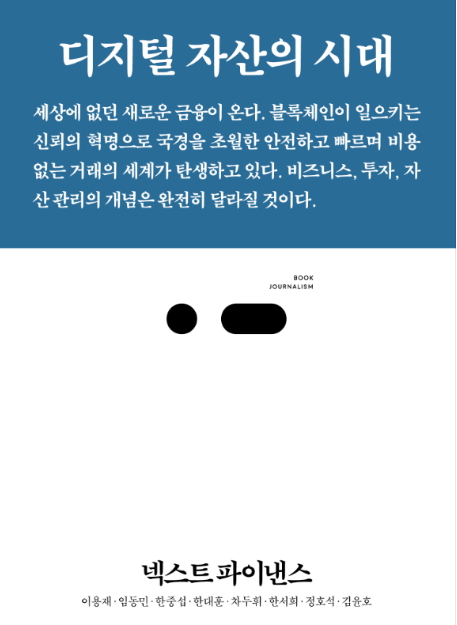 디지털 자산의 시대
세상에 없던 새로운 금융이 온다. 블록체인이 일으키는
신뢰의 혁명으로 국경을 초월한 안전하고 빠르며 비용
없는 거래의 세계가 탄생하고 있다. 비즈니스, 투자, 자
산 관리의 개념은 완전히 달라질 것이다.
BOOK
JOURNALISM
넥스트 파이낸스
이용재·임동민·한중섭·한대훈·차두휘·한서희·정호석·김윤호